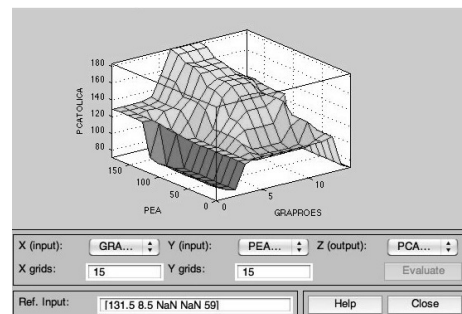 180
160
140
120
100
80
PCATOLICA
150
100
50
0
PEA
0
5
10
GRAPROES
X (input): GRA... Y (input): PEA... Z (output): PCA...
X grids: 15 Y grids: 15 Evaluate
Ref. Input: [131.5 8.5 NaN NaN 59] Help Close